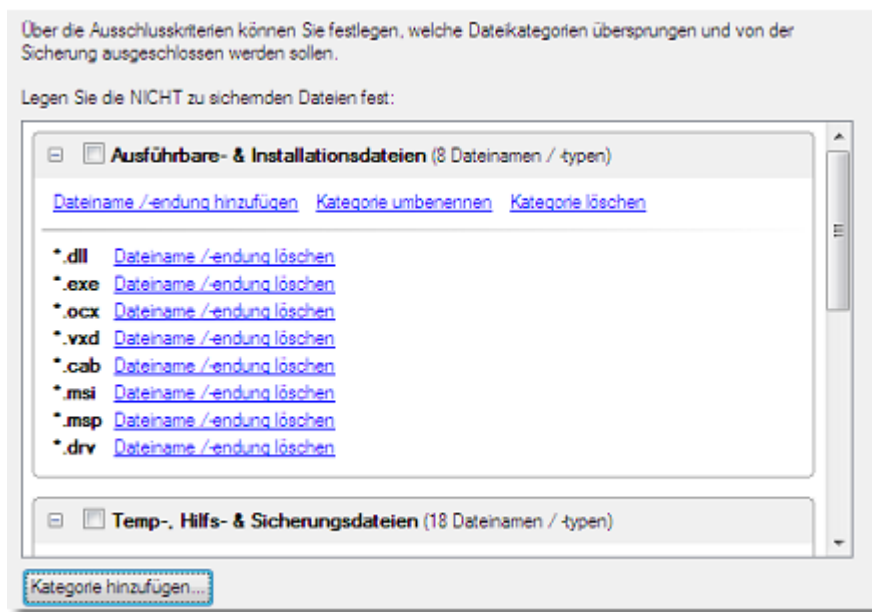 Über die Ausschlusskriterien können Sie festlegen, welche Dateikategorien übersprungen und von der
Sicherung ausgeschlossen werden sollen.
Legen Sie die NICHT zu sichernden Dateien fest:
Ausführbare- & Installationsdateien (8 Dateinamen / -typen)
Dateiname /-endung hinzufügen Kategorie umbenennen Kategorie löschen
*.dll Dateiname /-endung löschen
*.exe Dateiname /-endung löschen
*.ocx Dateiname /-endung löschen
*.vxd Dateiname /-endung löschen
*.cab Dateiname /-endung löschen
*.msi Dateiname /-endung löschen
*.msp Dateiname /-endung löschen
*.drv Dateiname /-endung löschen
Temp-, Hilfs- & Sicherungsdateien (18 Dateinamen / -typen)
Kategorie hinzufügen...